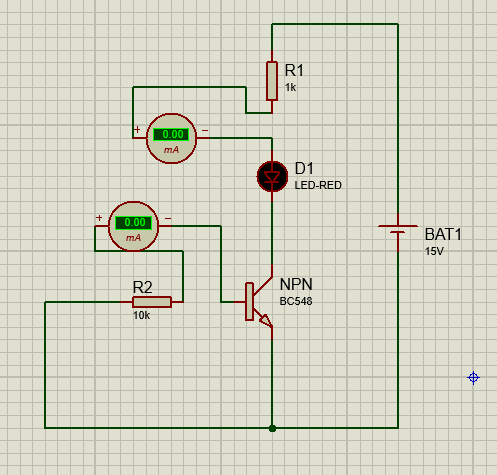 R1
1k
+ 0.00 −
mA
D1
LED-RED
+ 0.00 −
mA
BAT1
15V
R2
10k
NPN
BC548